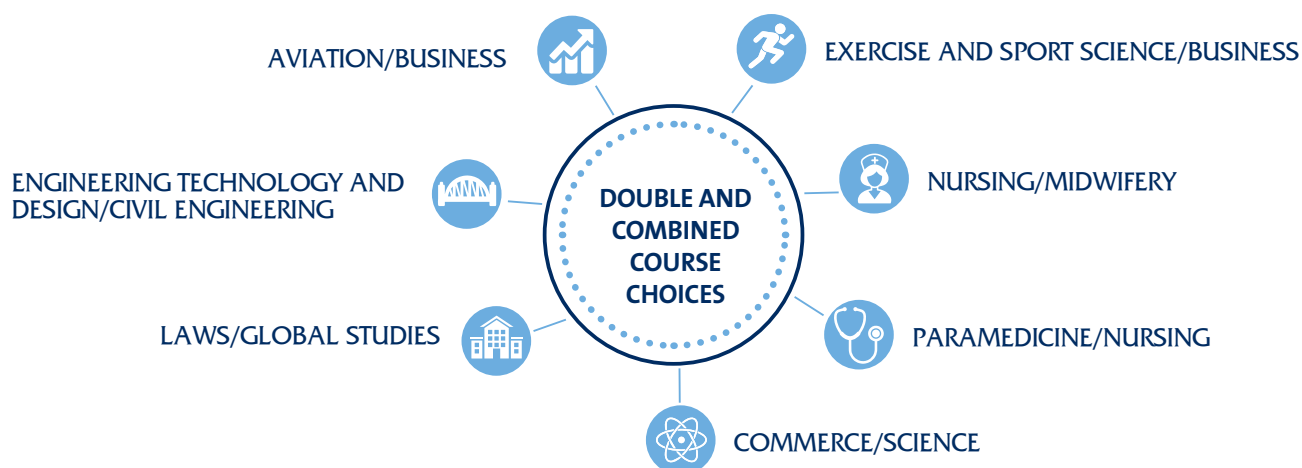 AVIATION/BUSINESS
EXERCISE AND SPORT SCIENCE/BUSINESS
ENGINEERING TECHNOLOGY AND
DESIGN/CIVIL ENGINEERING
DOUBLE AND
COMBINED
COURSE
CHOICES
NURSING/MIDWIFERY
LAWS/GLOBAL STUDIES
PARAMEDICINE/NURSING
COMMERCE/SCIENCE